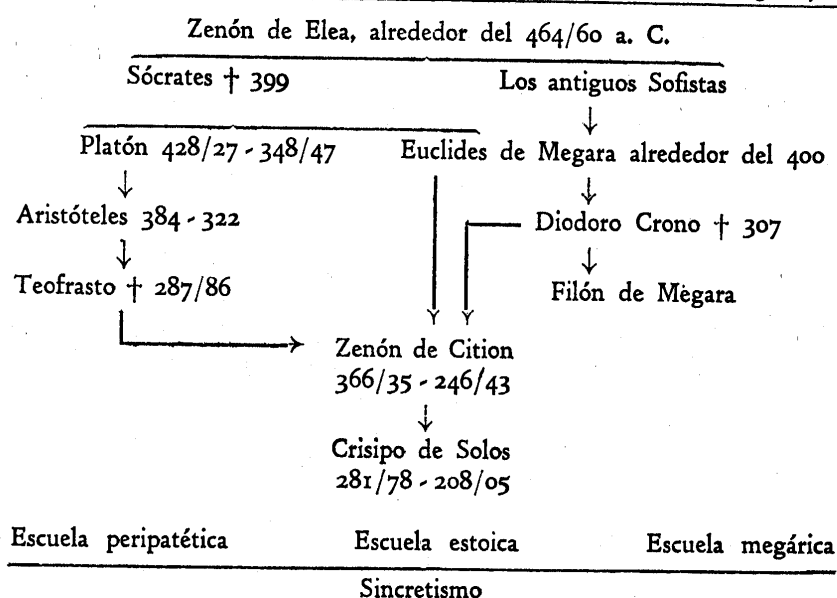 Zenón de Elea, alrededor del 464/60 a. C.
Sócrates † 399 Los antiguos Sofistas
Platón 428/27 - 348/47 Euclides de Megara alrededor del 400
Aristóteles 384 - 322 Diodoro Crono † 307
Teofrasto † 287/86 Filón de Mègara
Zenón de Cition
366/35 - 246/43
Crisipo de Solos
281/78 - 208/05
Escuela peripatética Escuela estoica Escuela megárica
Sincretismo